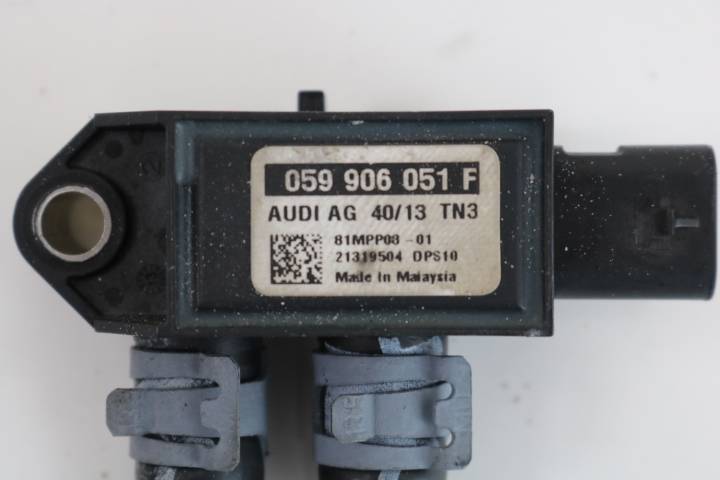 059 906 051 F
AUDI AG 40/13 TN3
81MPP08-01
21319504 DPS10
Made in Malaysia